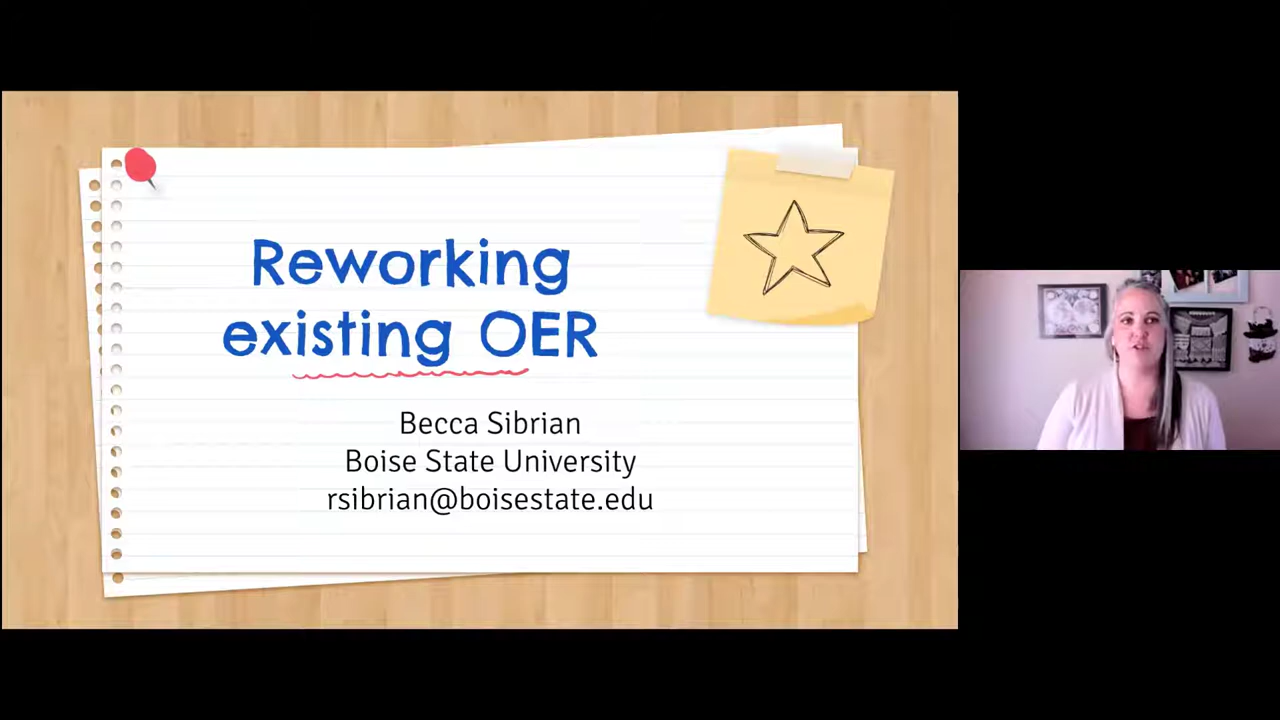 Reworking
existing OER
Becca Sibrian
Boise State University
rsibrian@boisestate.edu